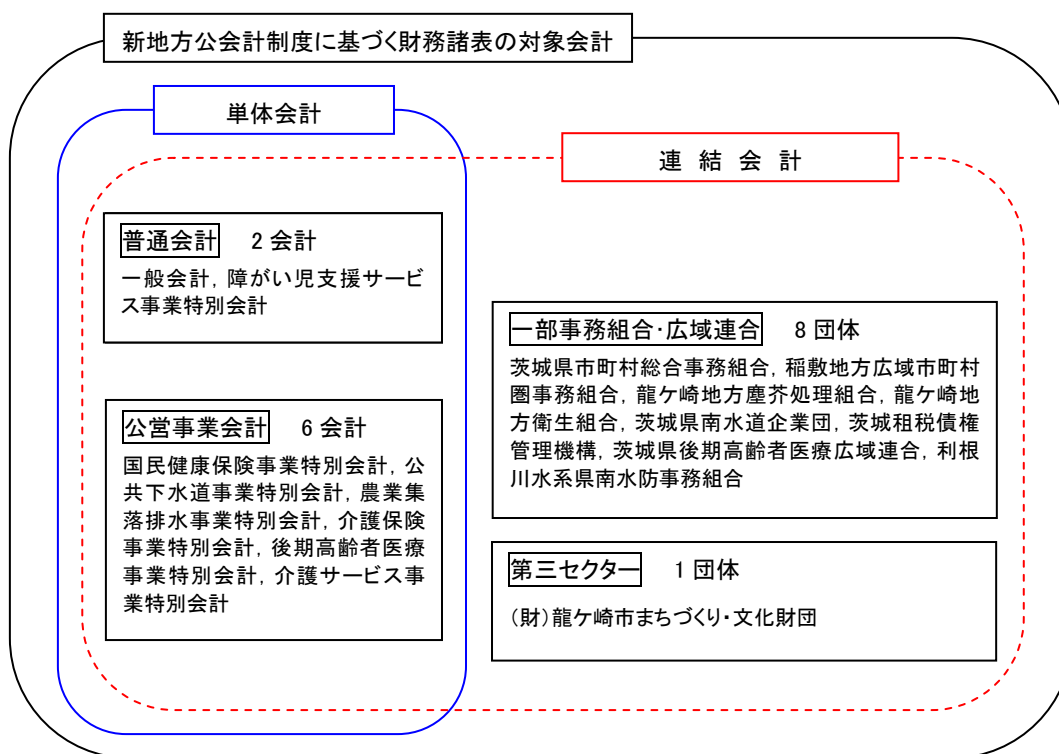 新地方公会計制度に基づく財務諸表の対象会計
単体会計
連 結 会 計
普通会計 2 会計
一般会計, 障がい児支援サービ
ス事業特別会計
公営事業会計 6 会計
国民健康保険事業特別会計, 公
共下水道事業特別会計, 農業集
落排水事業特別会計, 介護保険
事業特別会計, 後期高齢者医療
事業特別会計, 介護サービス事
業特別会計
一部事務組合・広域連合 8 団体
茨城県市町村総合事務組合, 稲敷地方広域市町村
圏事務組合, 龍ケ崎地方塵芥処理組合, 龍ケ崎地
方衛生組合, 茨城県南水道企業団, 茨城租税債権
管理機構, 茨城県後期高齢者医療広域連合, 利根
川水系県南水防事務組合
第三セクター 1 団体
(財)龍ケ崎市まちづくり・文化財団